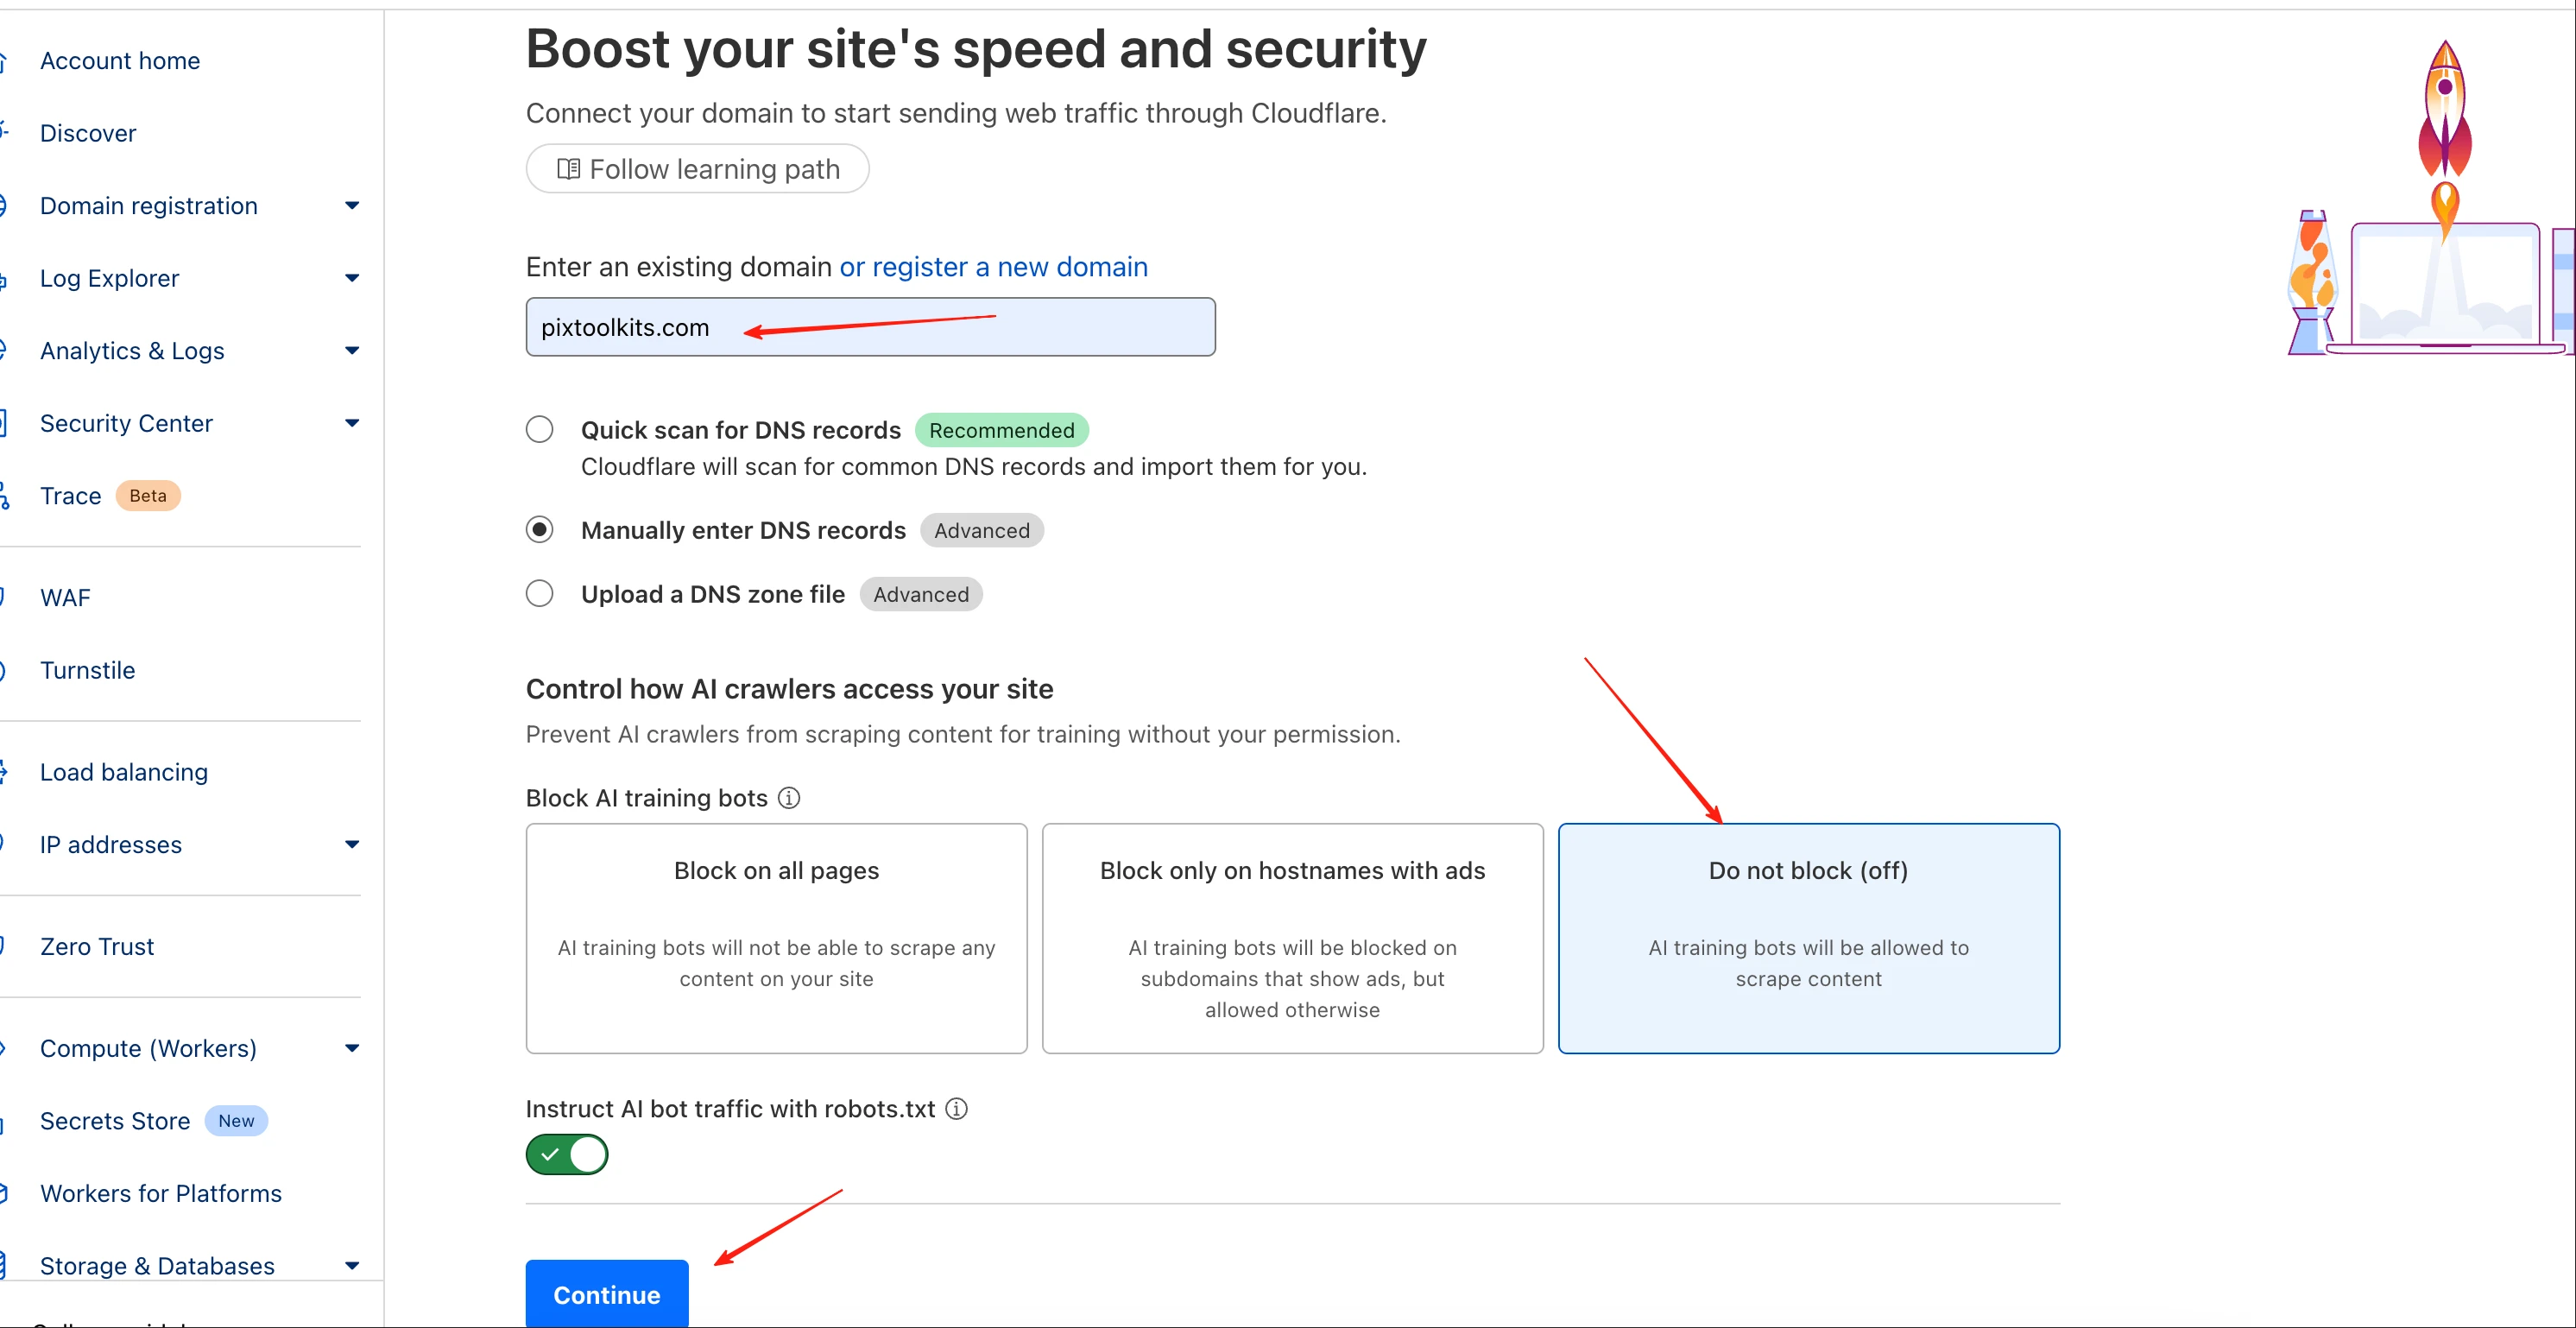 Account home
Discover
Domain registration
Log Explorer
Analytics & Logs
Security Center
Trace Beta
WAF
Turnstile
Load balancing
IP addresses
Zero Trust
Compute (Workers)
Secrets Store New
Workers for Platforms
Storage & Databases
Boost your site's speed and security
Connect your domain to start sending web traffic through Cloudflare.
Follow learning path
Enter an existing domain or register a new domain
pixtoolkits.com
Quick scan for DNS records Recommended
Cloudflare will scan for common DNS records and import them for you.
Manually enter DNS records Advanced
Upload a DNS zone file Advanced
Control how AI crawlers access your site
Prevent AI crawlers from scraping content for training without your permission.
Block AI training bots
Block on all pages
AI training bots will not be able to scrape any
content on your site
Block only on hostnames with ads
AI training bots will be blocked on
subdomains that show ads, but
allowed otherwise
Do not block (off)
AI training bots will be allowed to
scrape content
Instruct AI bot traffic with robots.txt
Continue